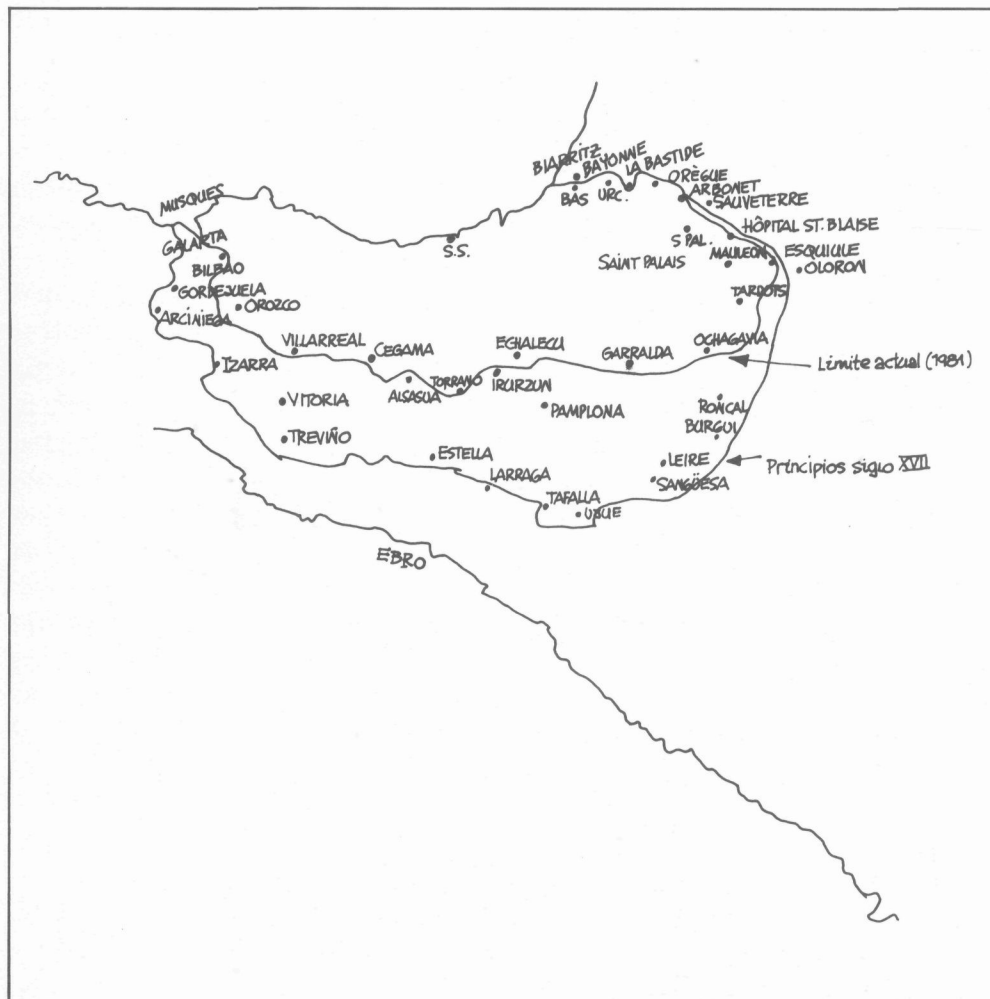 BIARRITZ
BAYONNE
LA BASTIDE
BAS
URC.
ORÈGUE
ARBONET
SAUVETERRE
MUSQUES
HÔPITAL ST. BLAISE
S PAL.
GALARTA
S.S.
MAULEON
ESQUIULE
BILBAO
SAINT PALAIS
OLORON
GORDEJUELA
TARDOTS
OROZCO
ARCINIEGA
VILLARREAL
CEGAMA
EGHALECU
OCHAGAVIA
GARRALDA
Límite actual (1981)
IZARRA
TORRANO
IRURZUN
ALSASUA
VITORIA
PAMPLONA
RONCAL
BURGUI
TREVIÑO
ESTELLA
LEIRE
Principios siglo XVII
LARRAGA
SANGÜESA
TAFALLA
UJUE
EBRO